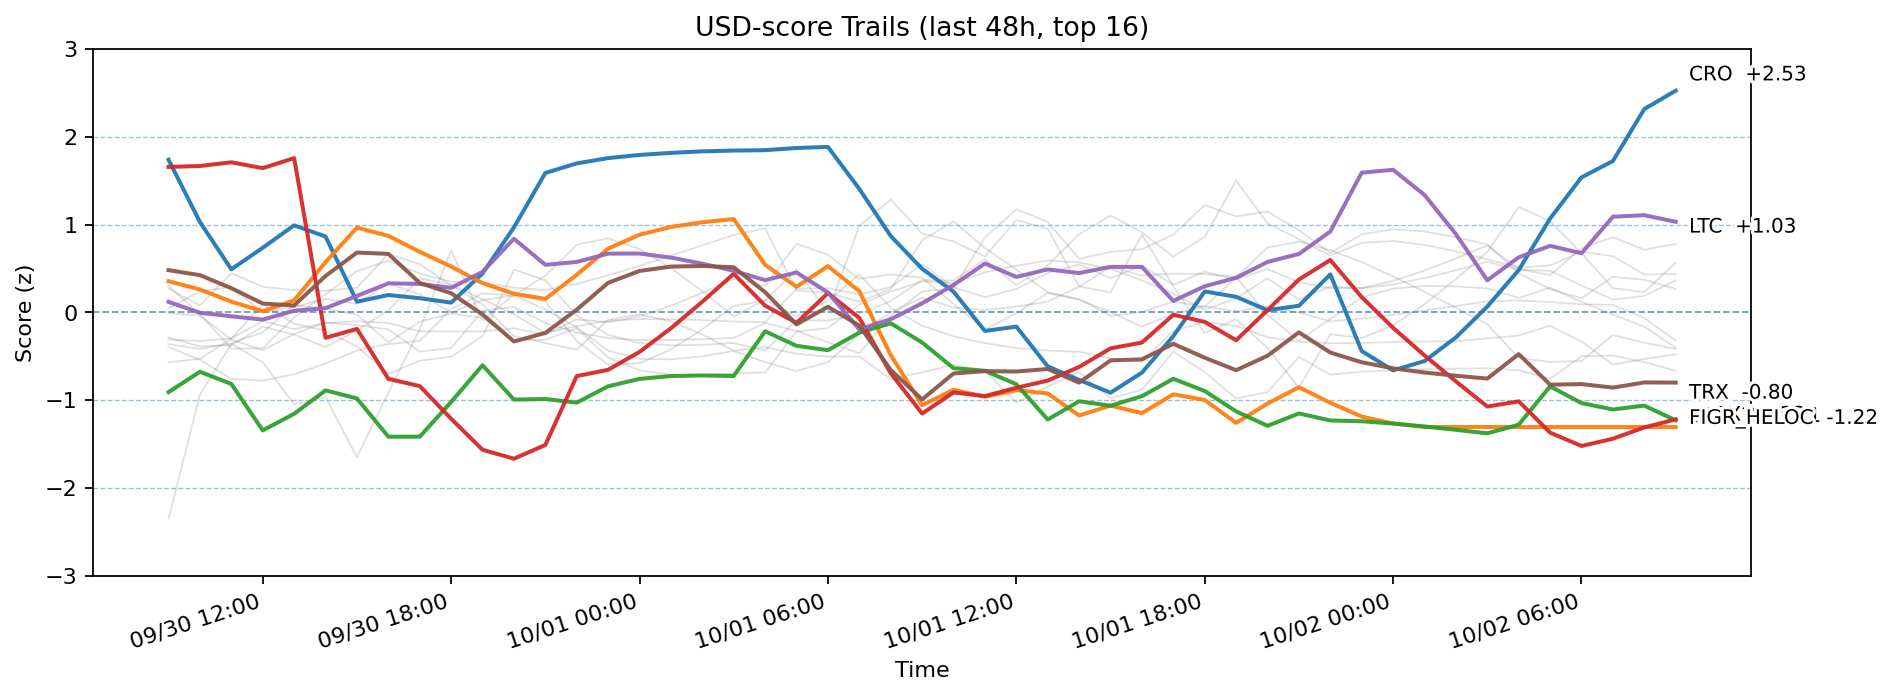 USD-score Trails (last 48h, top 16)
3
2
1
0
−1
−2
−3
Score (z)
CRO +2.53
LTC +1.03
TRX -0.80
FIGR_HELOC -1.22
09/30 12:00
09/30 18:00
10/01 00:00
10/01 06:00
10/01 12:00
10/01 18:00
10/02 00:00
10/02 06:00
Time